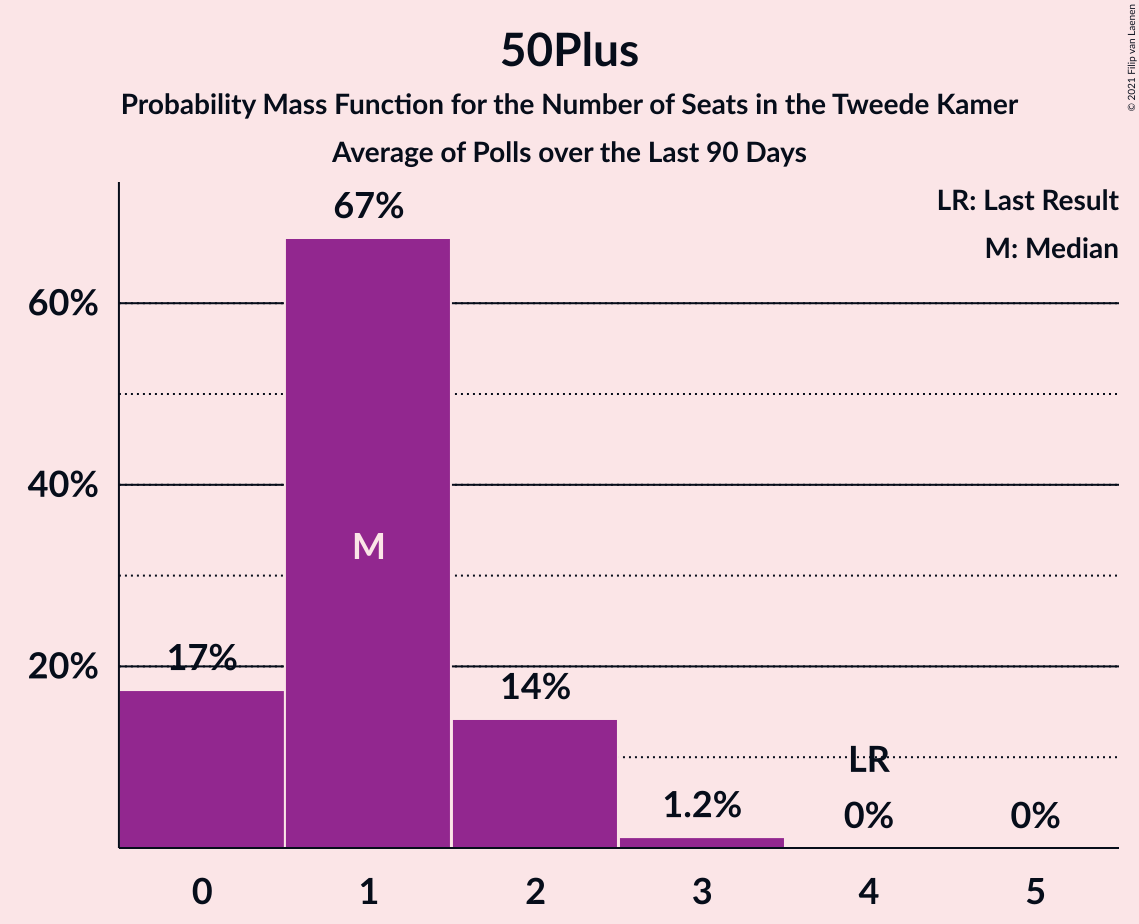 50Plus
Probability Mass Function for the Number of Seats in the Tweede Kamer
Average of Polls over the Last 90 Days
© 2021 Filip van Laenen
LR: Last Result
M: Median
67%
60%
40%
M
20%
17%
14%
LR
1.2%
0%
0%
0 1 2 3 4 5